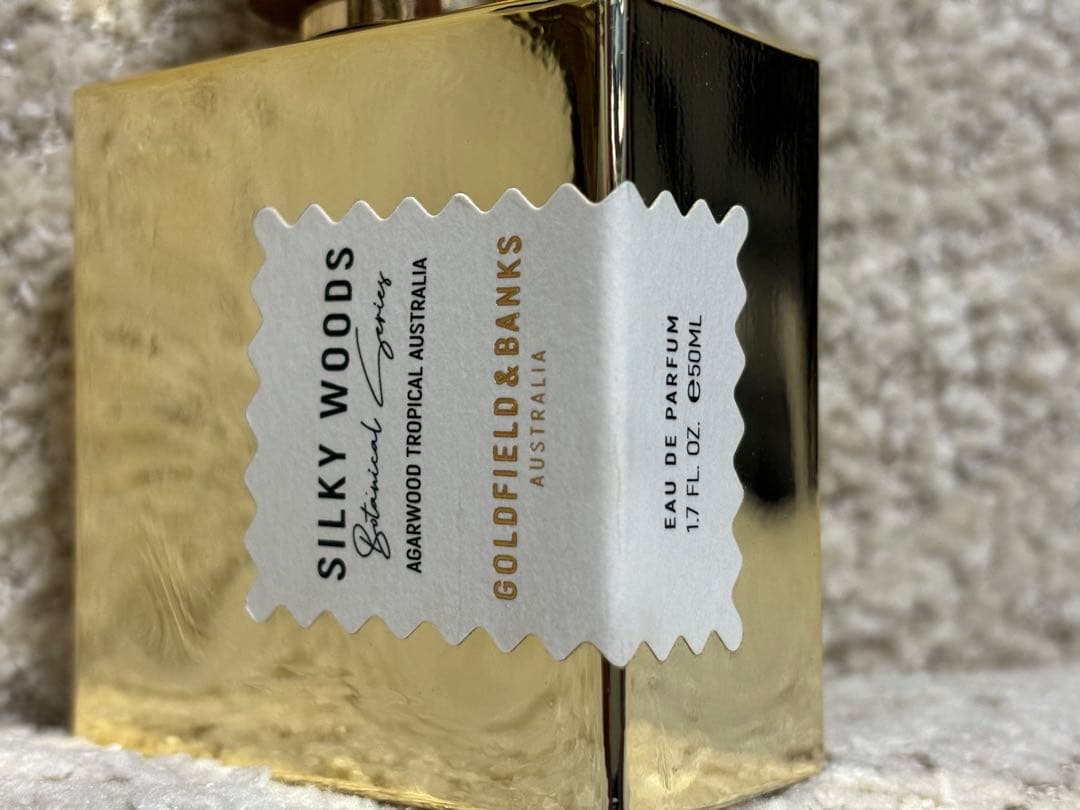 SILKY WOODS
Botanical Series
AGARWOOD TROPICAL AUSTRALIA
GOLDFIELD & BANKS
AUSTRALIA
EAU DE PARFUM
1.7 FL. OZ. ℮50ML